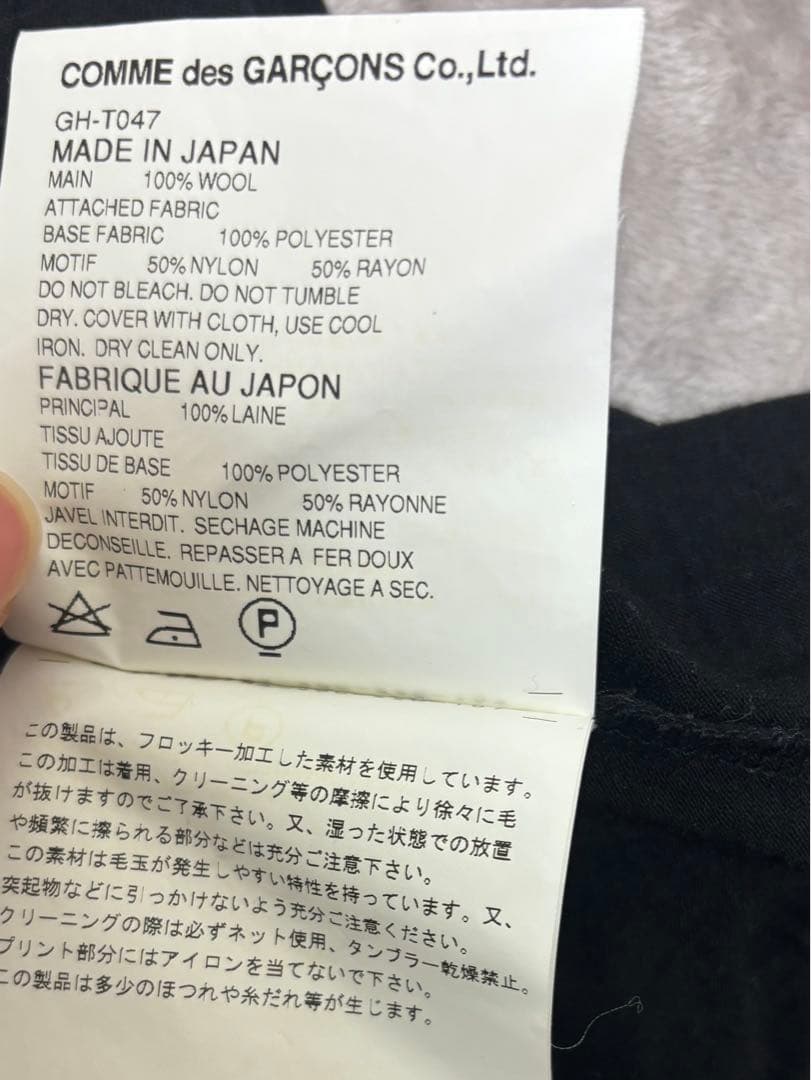 COMME des GARÇONS Co.,Ltd.
GH-T047
MADE IN JAPAN
MAIN 100% WOOL
ATTACHED FABRIC
BASE FABRIC 100% POLYESTER
MOTIF 50% NYLON 50% RAYON
DO NOT BLEACH. DO NOT TUMBLE
DRY. COVER WITH CLOTH, USE COOL
IRON. DRY CLEAN ONLY.
FABRIQUE AU JAPON
PRINCIPAL 100% LAINE
TISSU AJOUTE
TISSU DE BASE 100% POLYESTER
MOTIF 50% NYLON 50% RAYONNE
JAVEL INTERDIT. SECHAGE MACHINE
DECONSEILLE. REPASSER A FER DOUX
AVEC PATTEMOUILLE. NETTOYAGE A SEC.
P
この製品は、フロッキー加工した素材を使用しています。
この加工は着用、クリーニング等の摩擦により徐々に毛
が抜けますのでご了承下さい。又、湿った状態での放置
や頻繁に擦られる部分などは充分ご注意下さい。
この素材は毛玉が発生しやすい特性を持っています。又、
突起物などに引っかけないよう充分ご注意ください。
クリーニングの際は必ずネット使用、タンブラー乾燥禁止。
プリント部分にはアイロンを当てないで下さい。
この製品は多少のほつれや糸だれ等が生じます。